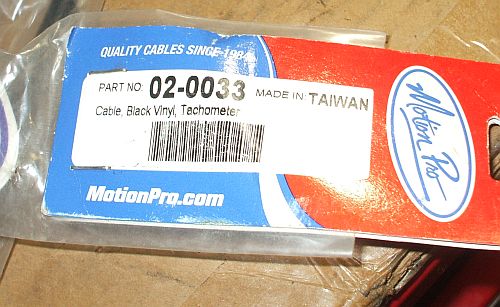 QUALITY CABLES SINCE
PART NO: 02-0033 MADE IN: TAIWAN
Cable, Black Vinyl, Tachometer
Motion Pro
MotionPro.com